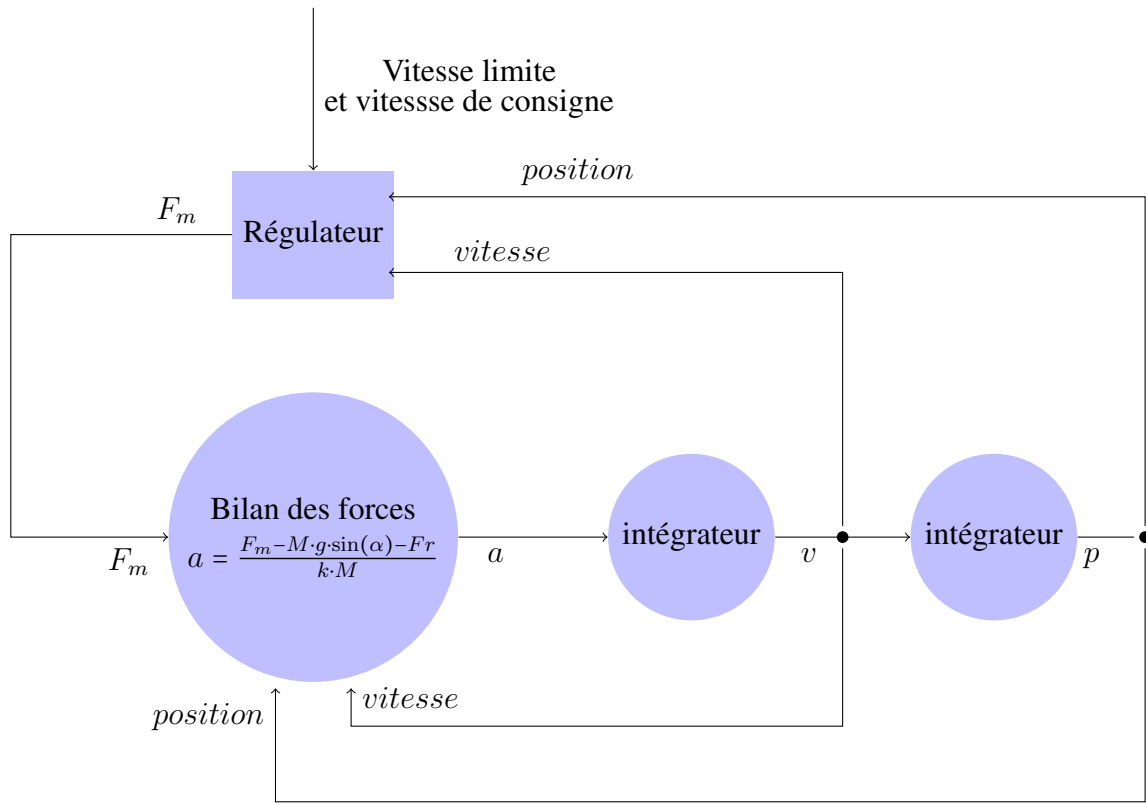 Vitesse limite
et vitessse de consigne
position
F_m
Régulateur
vitesse
Bilan des forces
a = \frac{F_m - M·g·sin(α) - Fr}{k·M}
intégrateur
intégrateur
F_m
a
v
p
vitesse
position